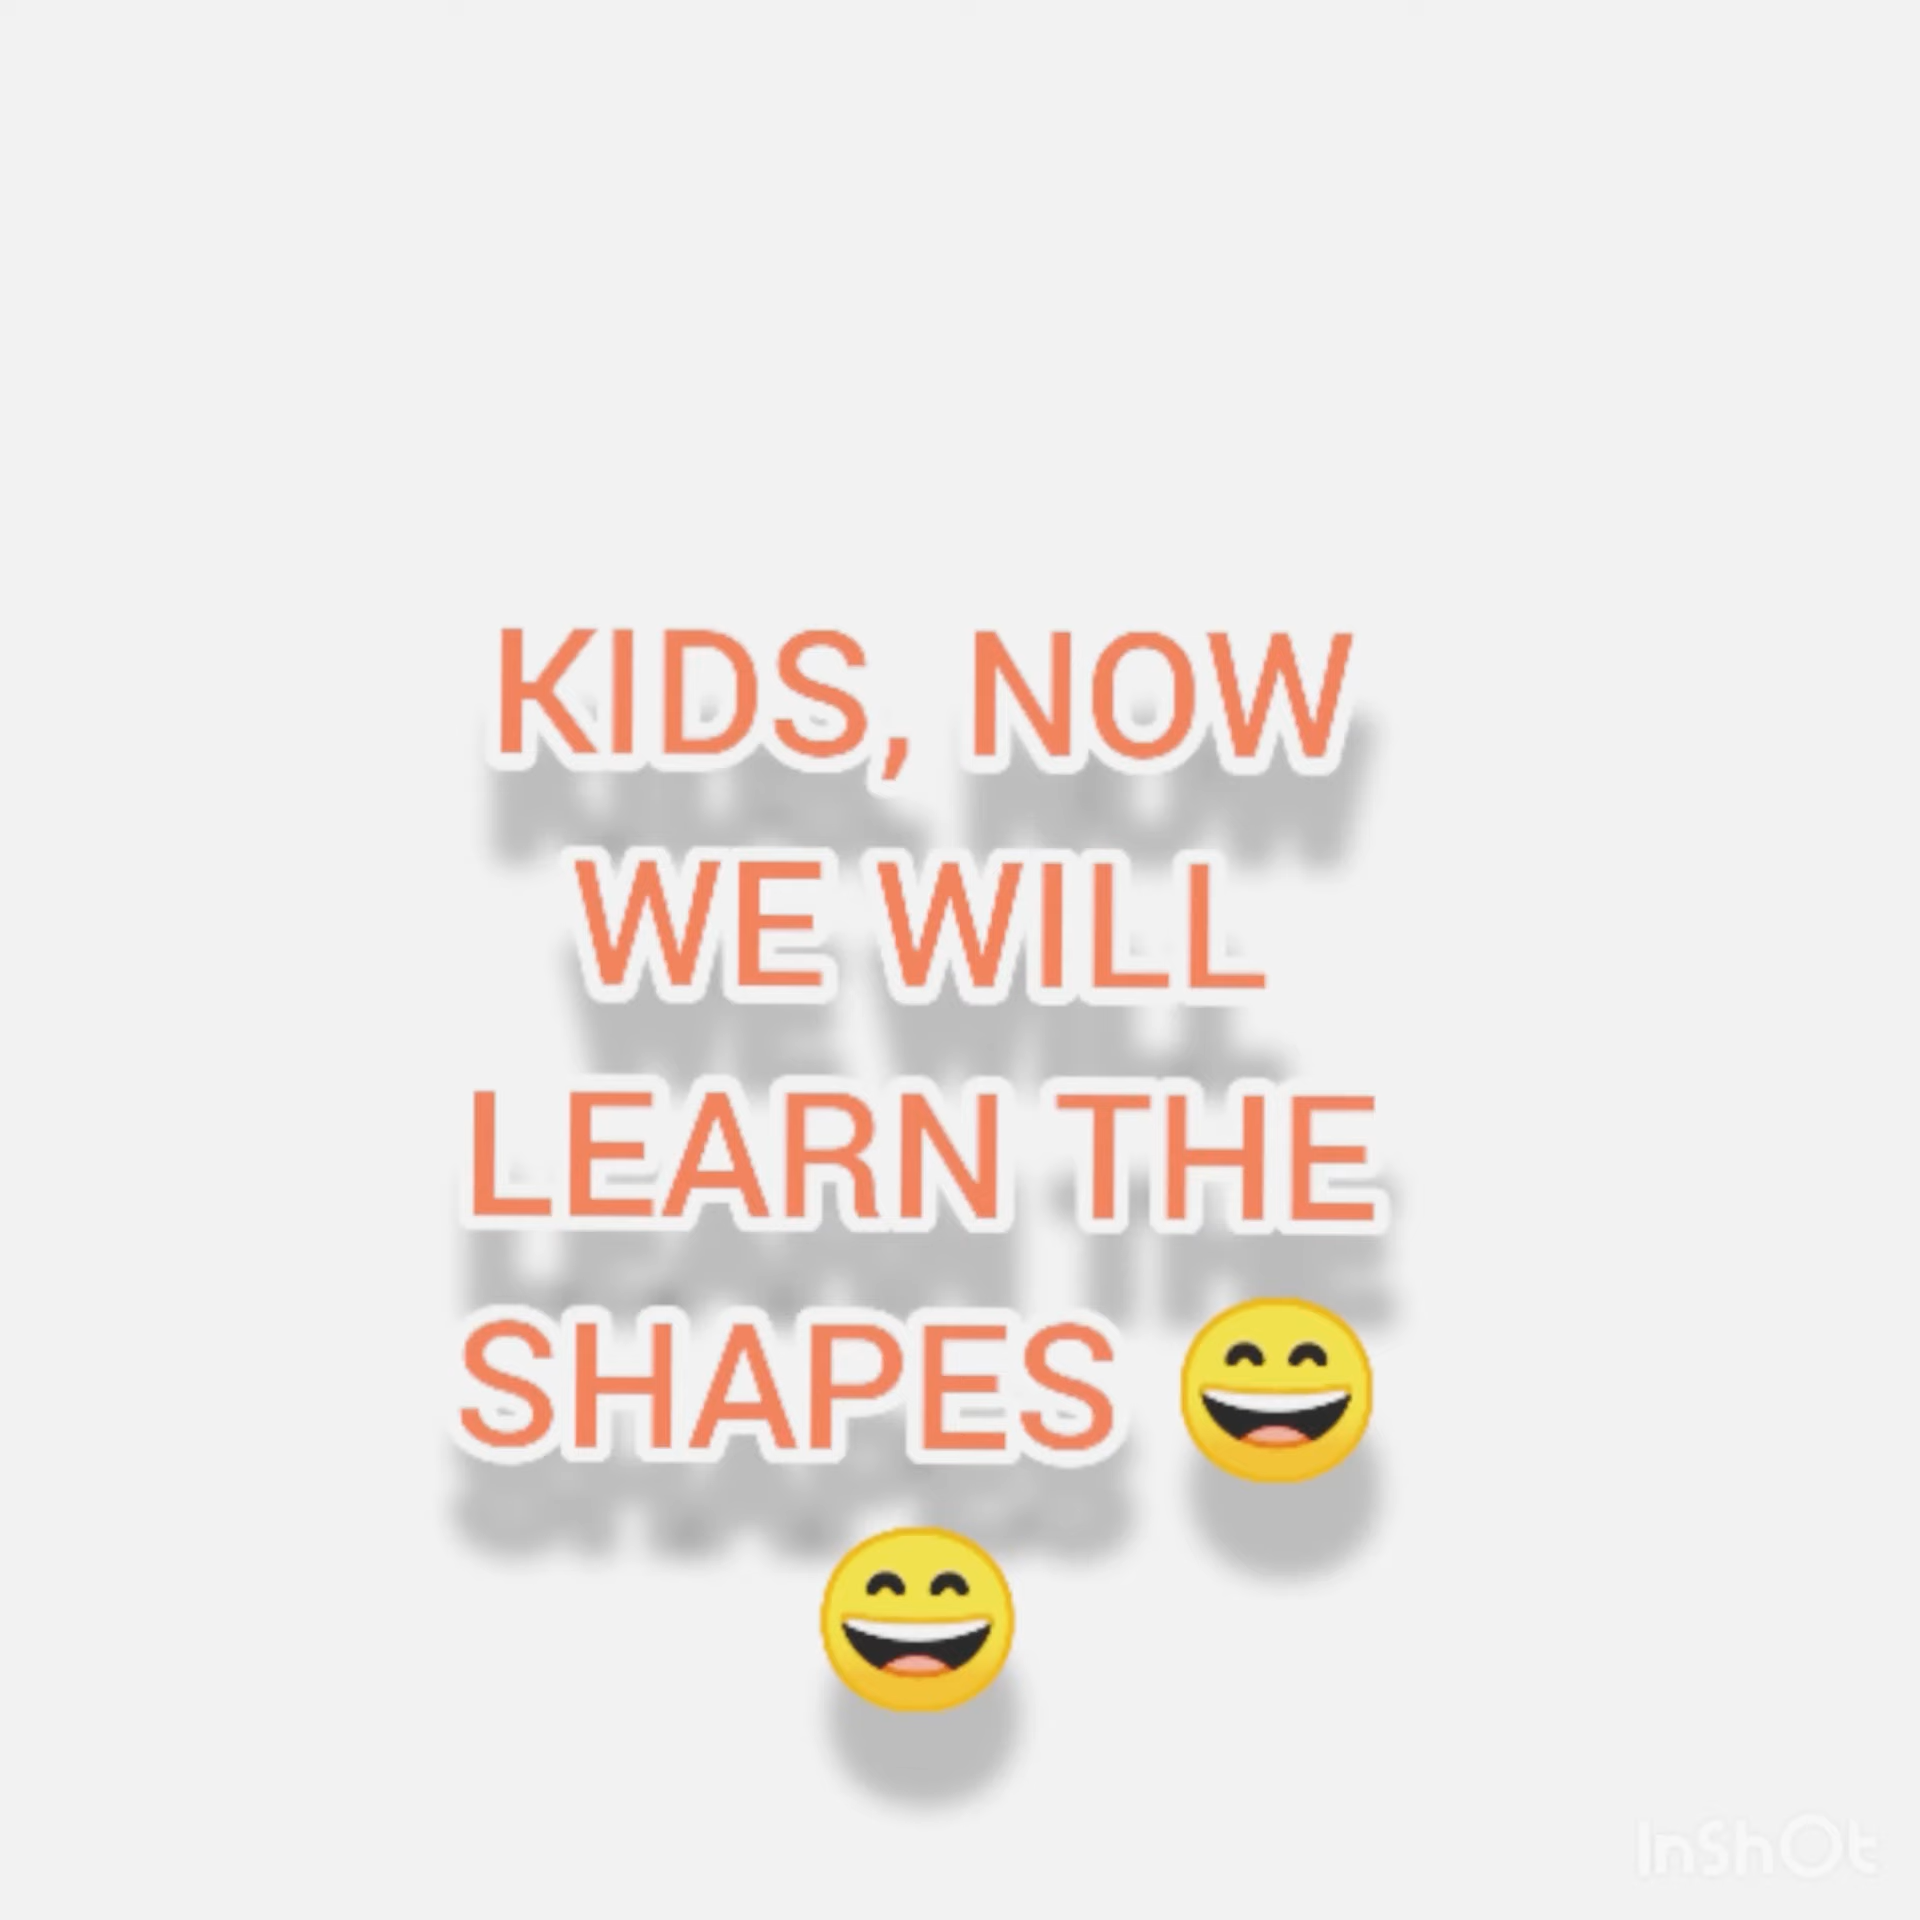 KIDS, NOW
WE WILL
LEARN THE
SHAPES 😄
😄
InShOt